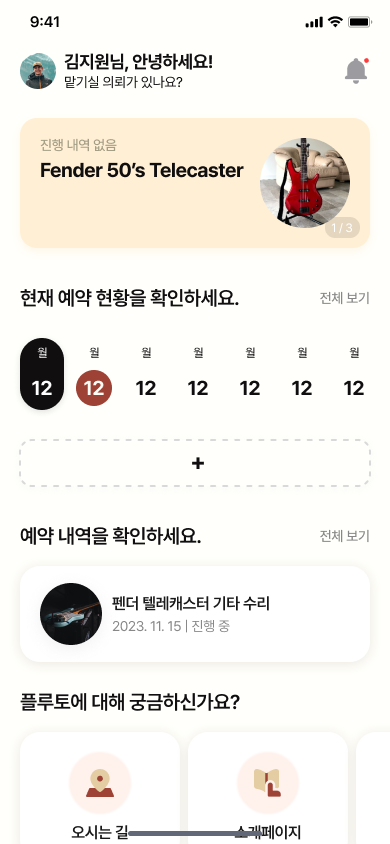 9:41
김지원님, 안녕하세요!
맡기실 의뢰가 있나요?
진행 내역 없음
Fender 50’s Telecaster
1 / 3
현재 예약 현황을 확인하세요.
전체 보기
월 월 월 월 월 월 월
12 12 12 12 12 12 12
+
예약 내역을 확인하세요.
전체 보기
펜더 텔레캐스터 기타 수리
2023. 11. 15 | 진행 중
플루토에 대해 궁금하신가요?
오시는 길
소개페이지